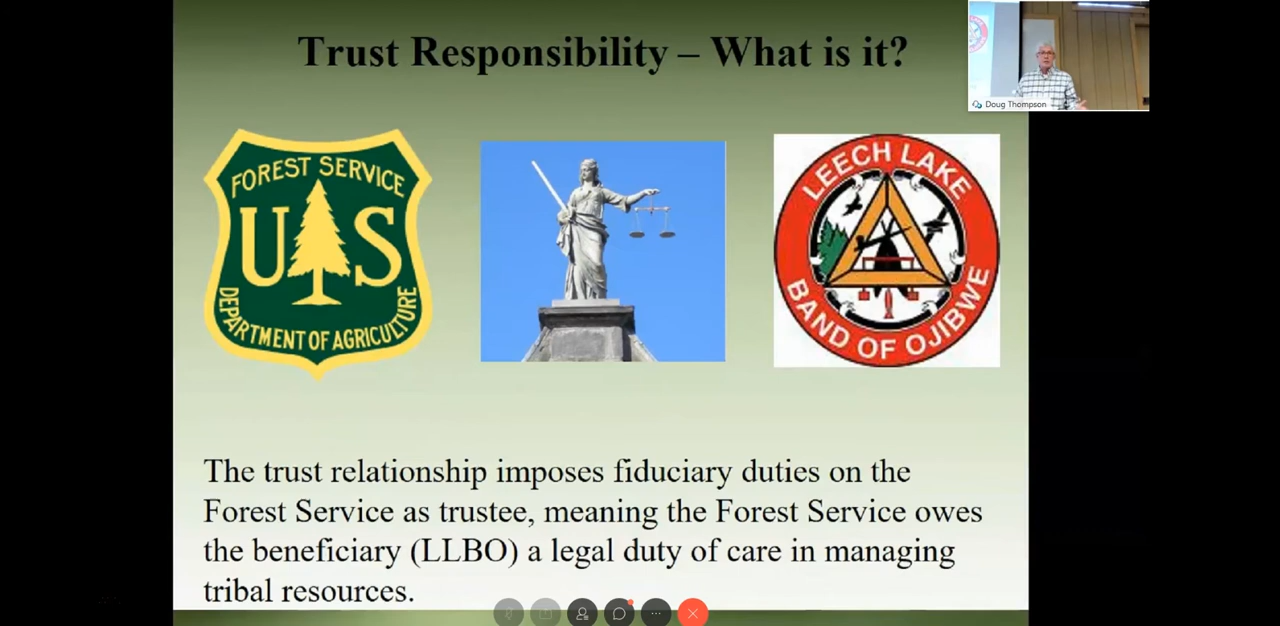 Trust Responsibility – What is it?
Doug Thompson
FOREST SERVICE
U S
DEPARTMENT OF AGRICULTURE
LEECH LAKE
BAND OF OJIBWE
The trust relationship imposes fiduciary duties on the
Forest Service as trustee, meaning the Forest Service owes
the beneficiary (LLBO) a legal duty of care in managing
tribal resources.